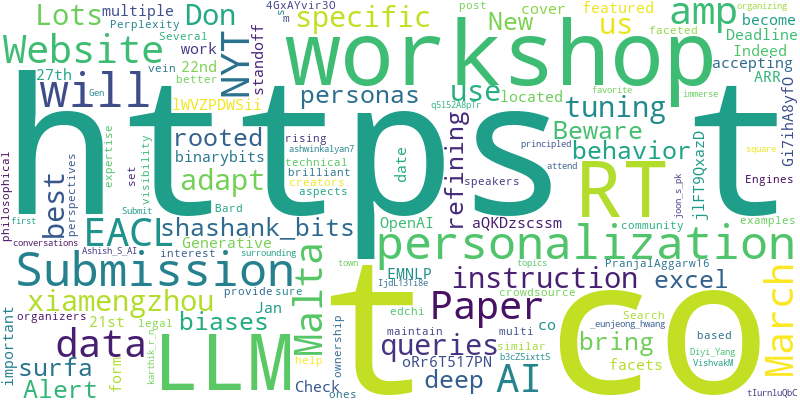 4GxAYvir3O
post
cover
featured
organizing
Lots
multiple
Don
specific
us
amp
become
faceted
s
m
New
Deadline
Perplexity
Indeed
Several
work
NYT
standoff
workshop
accepting
ARR
Website
vein
better
27th
22nd
Gen
favorite
immerse
will
lWVZPDWSii
personas
use
located
q5l52A8pTr
tuning
Gi7ihA8yfO
https
t
rooted
rising
ashwinkalyan7
Beware
j1FT9QxazD
philosophical
best
perspectives
expertise
set
visibility
binarybits
technical
brilliant
creators
aspects
date
refining
behavior
principled
attend
square
adapt
Engines
first
Submit
Bard
speakers
RT
joon_s_pk
examples
EACL
shashank_bits
OpenAI
aQKDzscssm
community
conversations
Ashish_S_AI
interest
surrounding
Generative
personalization
Submission
Malta
town
EMNLP
topics
PranjalAggarw16
IjdLT3Ti8e
Search
t
co
March
important
xiamengzhou
provide
sure
instruction
excel
crowdsource
organizers
21st
legal
Jan
ownership
edchi
Paper
_eunjeong_hwang
data
karthik_r_n
LLM
biases
maintain
multi
co
bring
based
queries
similar
Diyi_Yang
VishvakM
surfa
form
help
Check
oRr6T517PN
b3cZSixttS
facets
Alert
ones
deep
AI
tIurnluQbC